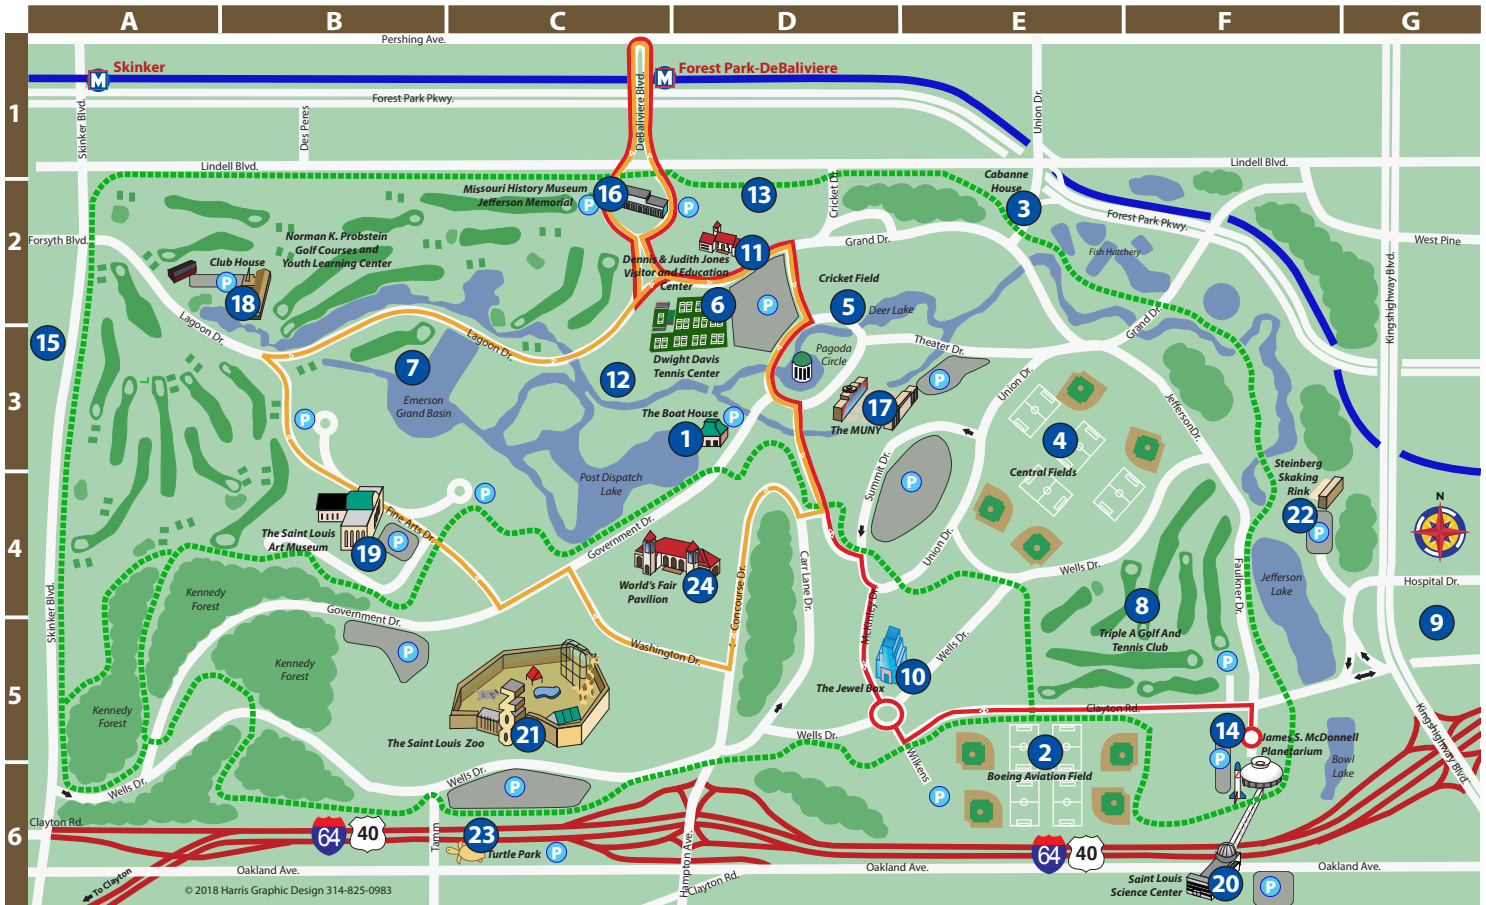 A B C D E F G
1
2
3
4
5
6
Pershing Ave.
M Skinker
M Forest Park-DeBaliviere
Forest Park Pkwy.
Skinker Blvd.
Des Peres
DeBaliviere Blvd.
Union Dr.
Lindell Blvd.
Lindell Blvd.
Missouri History Museum
Jefferson Memorial
16
P
P
13
Cricket Dr.
Cabanne
House
3
Forest Park Pkwy.
Forsyth Blvd.
Norman K. Probstein
Golf Courses and
Youth Learning Center
Club House
P
18
Dennis & Judith Jones
Visitor and Education
Center
11
Grand Dr.
Fish Hatchery
West Pine
Kingshighway Blvd.
Cricket Field
5
Deer Lake
6
P
Grand Dr.
15
Lagoon Dr.
Lagoon Dr.
7
Emerson
Grand Basin
12
Dwight Davis
Tennis Center
Pagoda
Circle
Theater Dr.
P
17
The MUNY
Union Dr.
JeffersonDr.
P
The Boat House
P
1
4
Central Fields
Summit Dr.
P
Post Dispatch
Lake
P
Steinberg
Skaking
Rink
22
P
N
The Saint Louis
Art Museum
19
P
Fine Arts Dr.
Government Dr.
World's Fair
Pavilion
24
Concourse Dr.
Carr Lane Dr.
McKinley Dr.
Union Dr.
Wells Dr.
8
Triple A Golf And
Tennis Club
P
Faulkner Dr.
Jefferson
Lake
Hospital Dr.
9
Kennedy
Forest
Skinker Blvd.
Government Dr.
P
Kennedy
Forest
Kennedy
Forest
Washington Dr.
ZOO
The Saint Louis Zoo
21
The Jewel Box
10
Wells Dr.
Clayton Rd.
Wells Dr.
Wilkens
2
Boeing Aviation Field
P
14
James S. McDonnell
Planetarium
P
Bowl
Lake
Kingshighway Blvd.
Wells Dr.
Wells Dr.
P
Clayton Rd.
64 40
Tamm
23
Turtle Park
P
Hampton Ave.
64 40
To Clayton
Oakland Ave.
Oakland Ave.
Oakland Ave.
Clayton Rd.
Saint Louis
Science Center
20
P
© 2018 Harris Graphic Design 314-825-0983